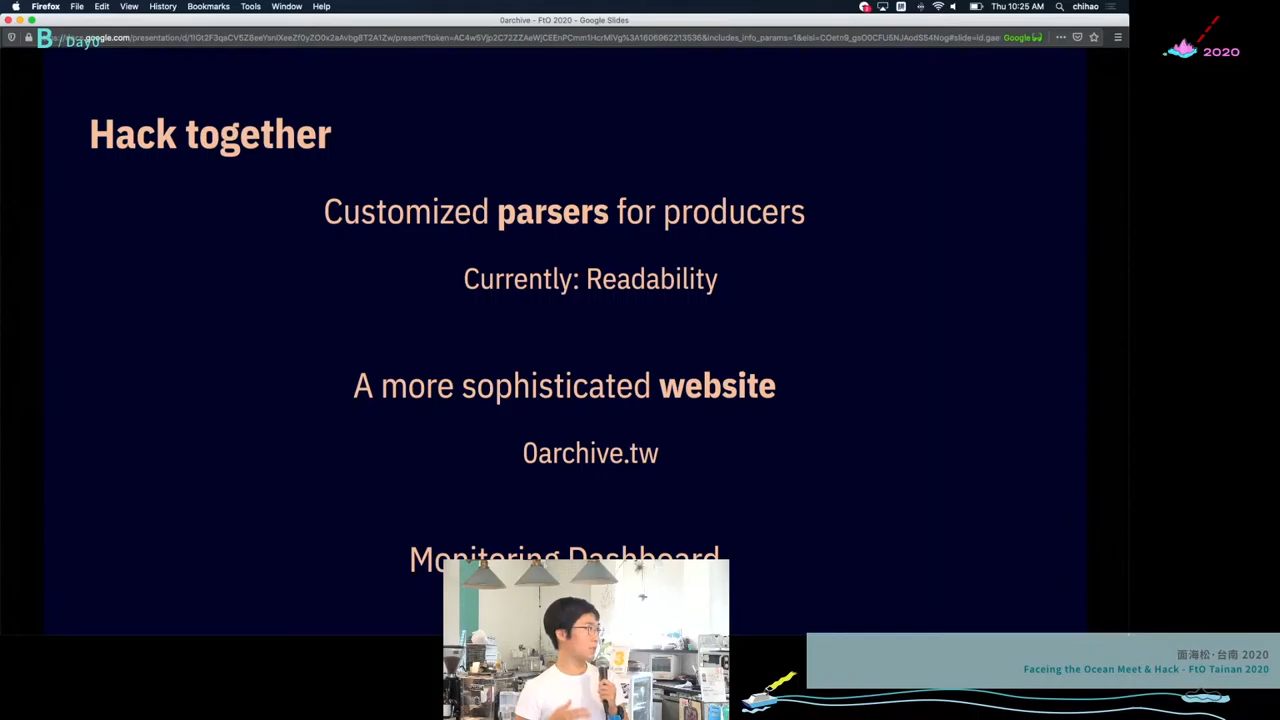 Firefox File Edit View History Bookmarks Tools Window Help
Thu 10:25 AM chihao
0archive - FtO 2020 - Google Slides
B / Dayo
2020
Hack together
Customized parsers for producers
Currently: Readability
A more sophisticated website
0archive.tw
Monitoring Dashboard
3
面海松·台南 2020
Faceing the Ocean Meet & Hack - FtO Tainan 2020